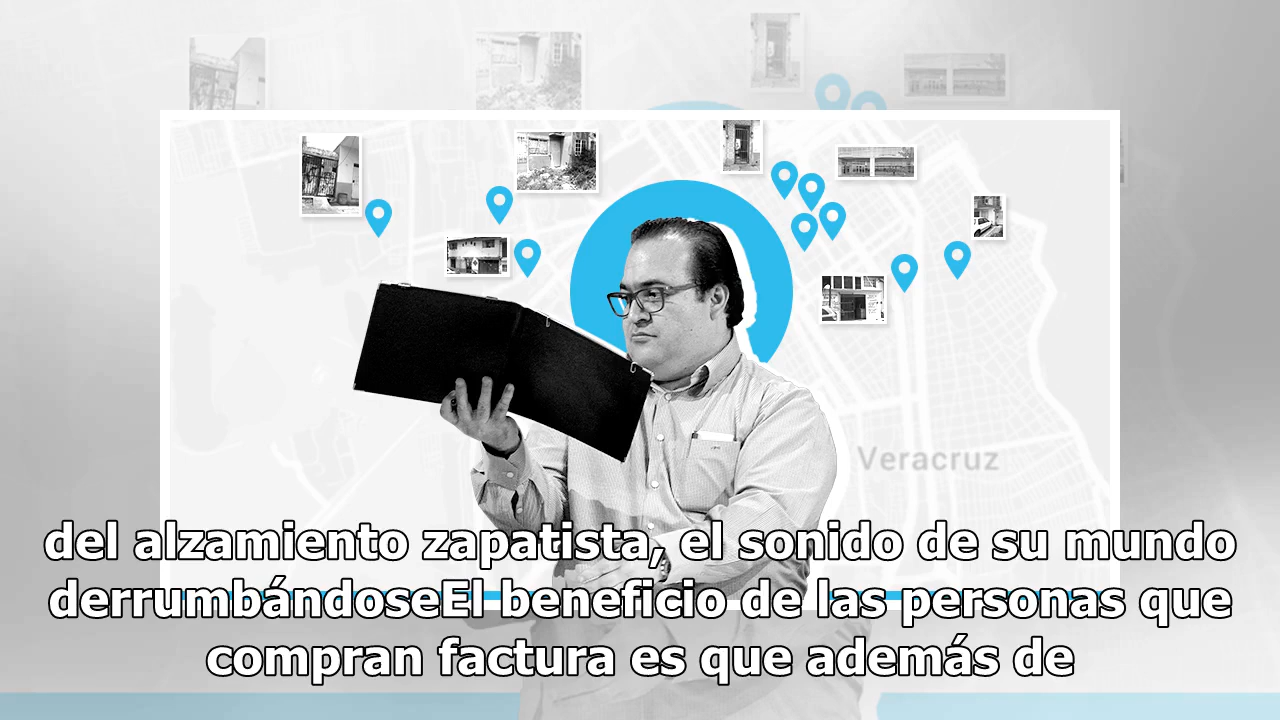 Veracruz
del alzamiento zapatista, el sonido de su mundo
derrumbándoseEl beneficio de las personas que
compran factura es que además de